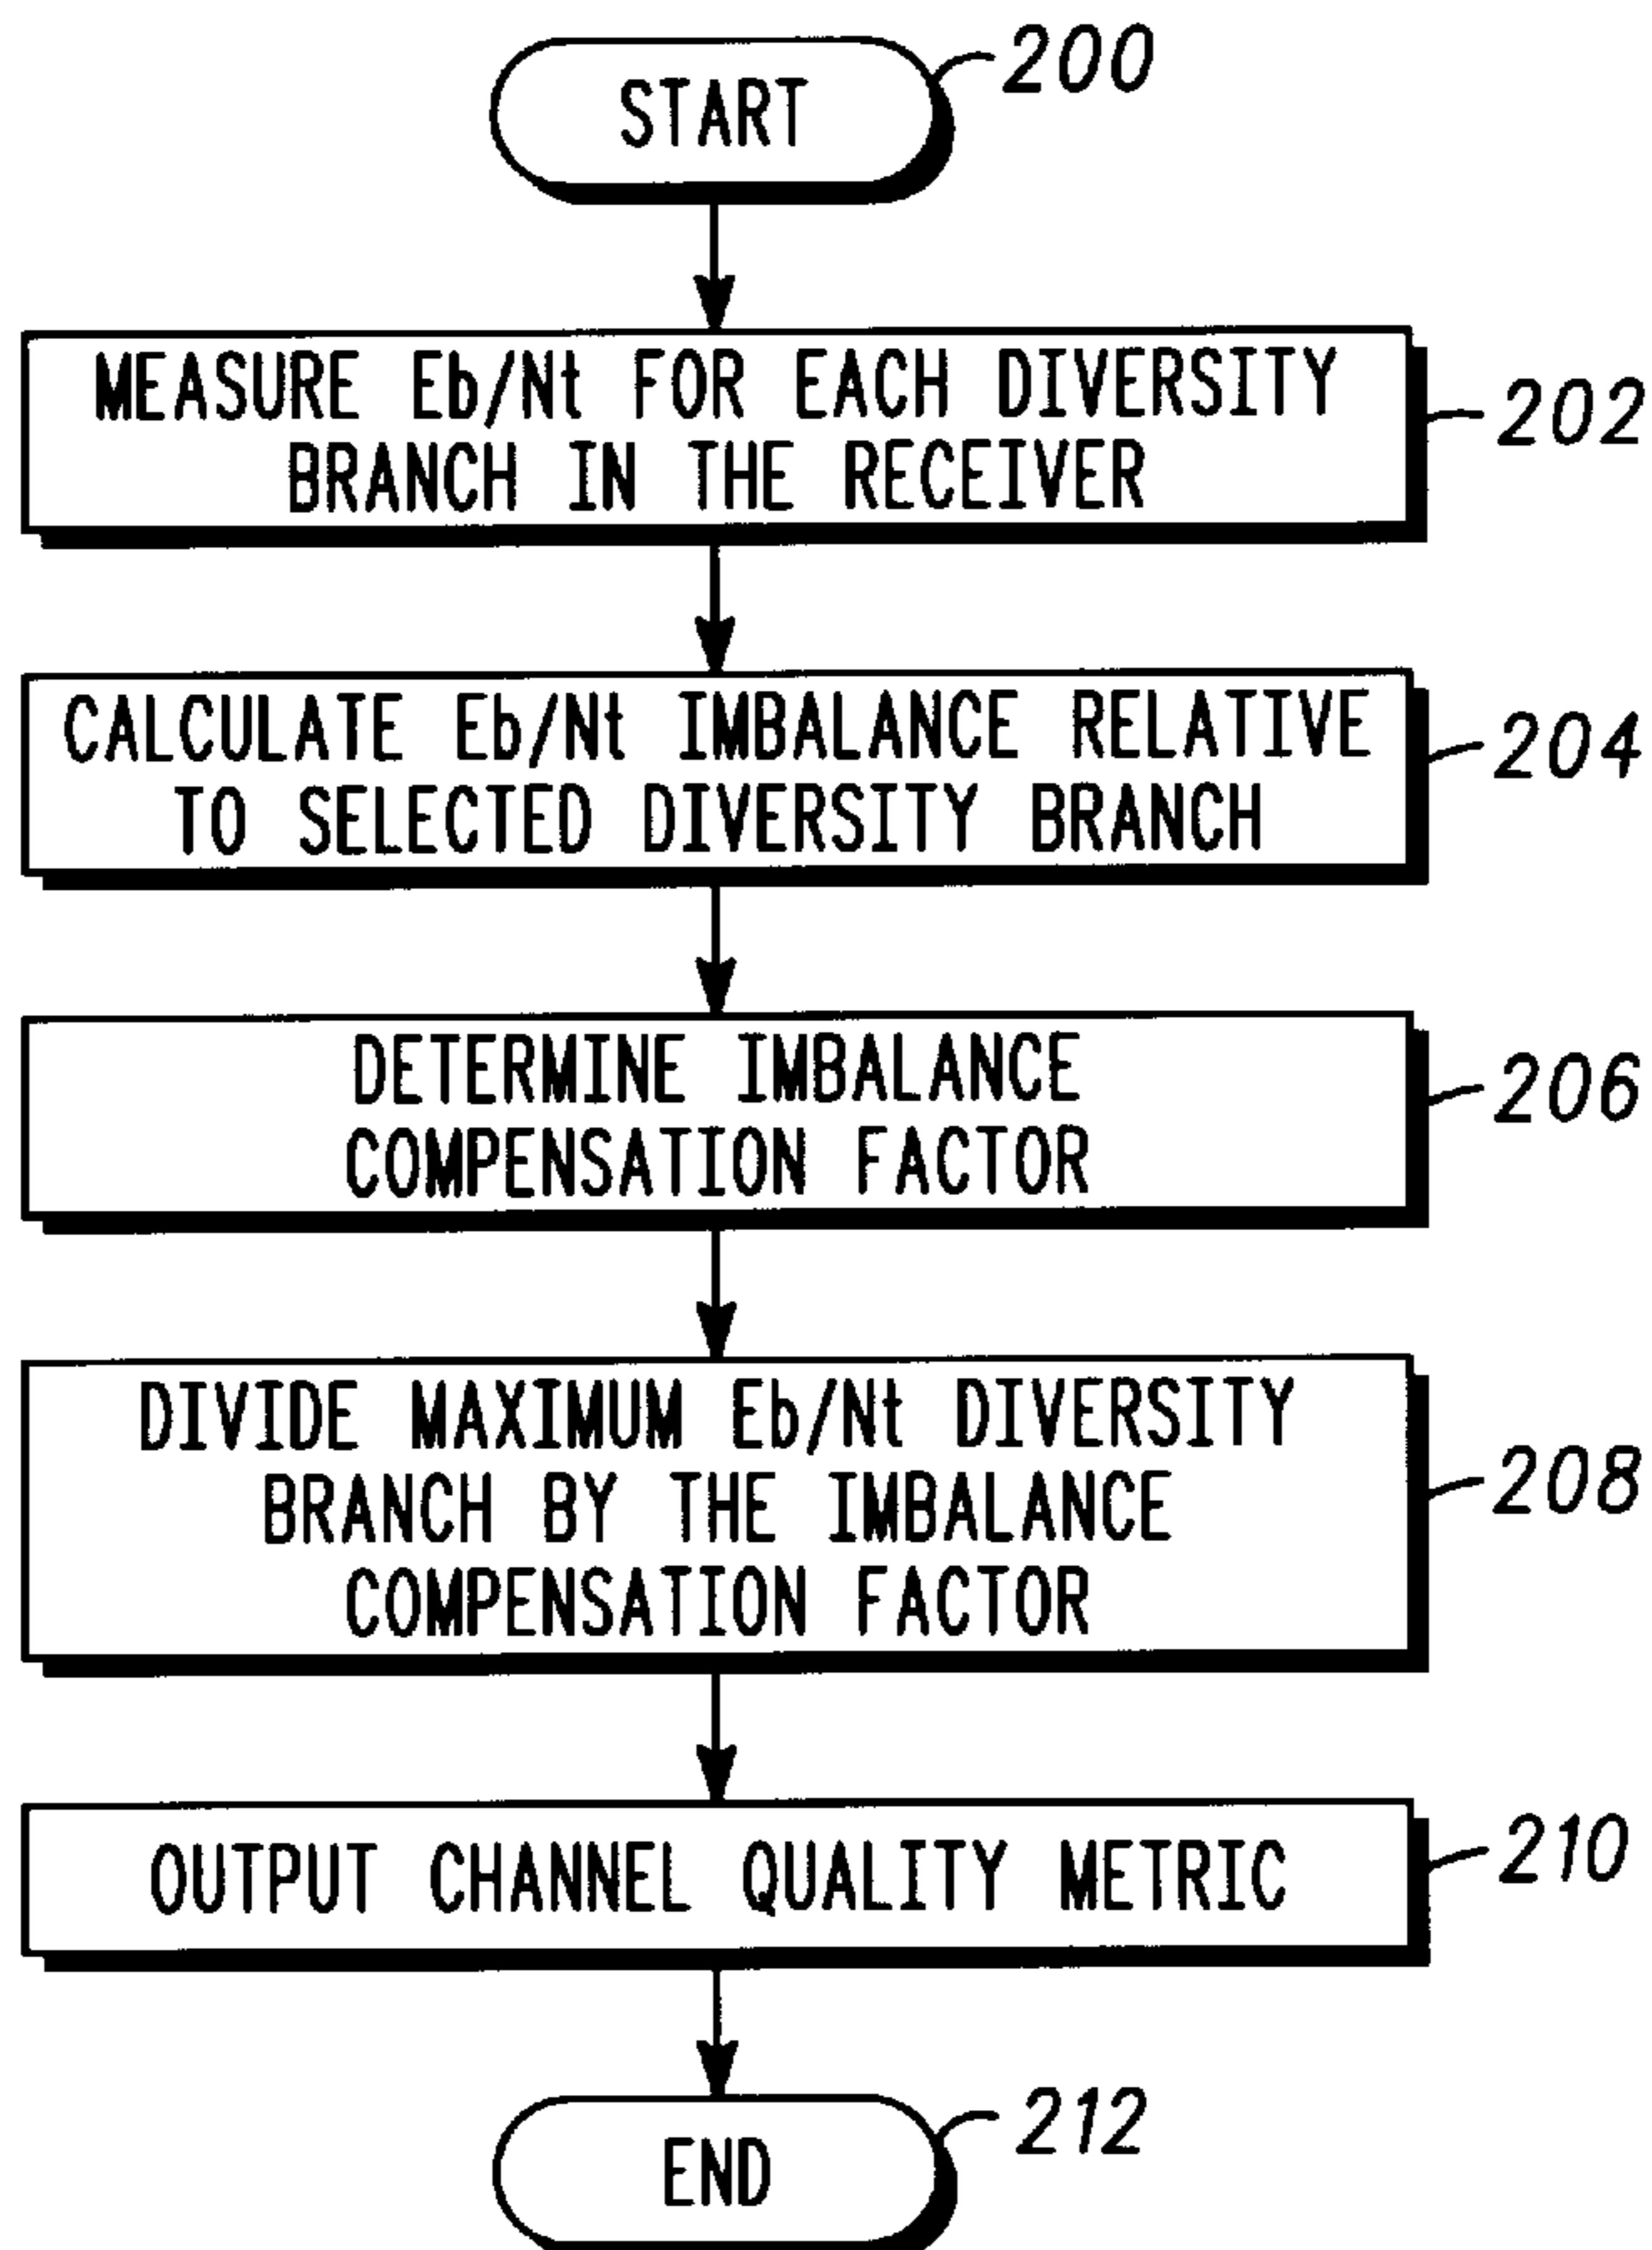 START
200
MEASURE Eb/Nt FOR EACH DIVERSITY
BRANCH IN THE RECEIVER
202
CALCULATE Eb/Nt IMBALANCE RELATIVE
TO SELECTED DIVERSITY BRANCH
204
DETERMINE IMBALANCE
COMPENSATION FACTOR
206
DIVIDE MAXIMUM Eb/Nt DIVERSITY
BRANCH BY THE IMBALANCE
COMPENSATION FACTOR
208
OUTPUT CHANNEL QUALITY METRIC
210
END
212